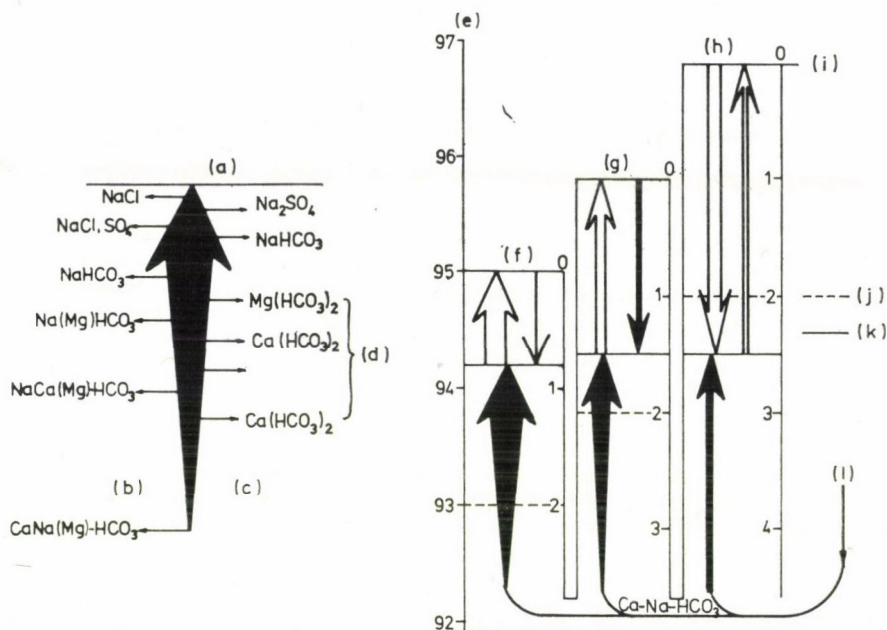 (a)
NaCl
Na₂SO₄
NaCl, SO₄
NaHCO₃
NaHCO₃
Mg(HCO₃)₂
Na(Mg)HCO₃
Ca(HCO₃)₂
(d)
NaCa(Mg)-HCO₃
Ca(HCO₃)₂
(b)
(c)
CaNa(Mg)-HCO₃
(e)
97
96
95
94
93
92
(f)
0
1
2
(g)
0
1
2
3
(h)
0
1
2
3
4
(i)
(j)
(k)
(l)
Ca-Na-HCO₃